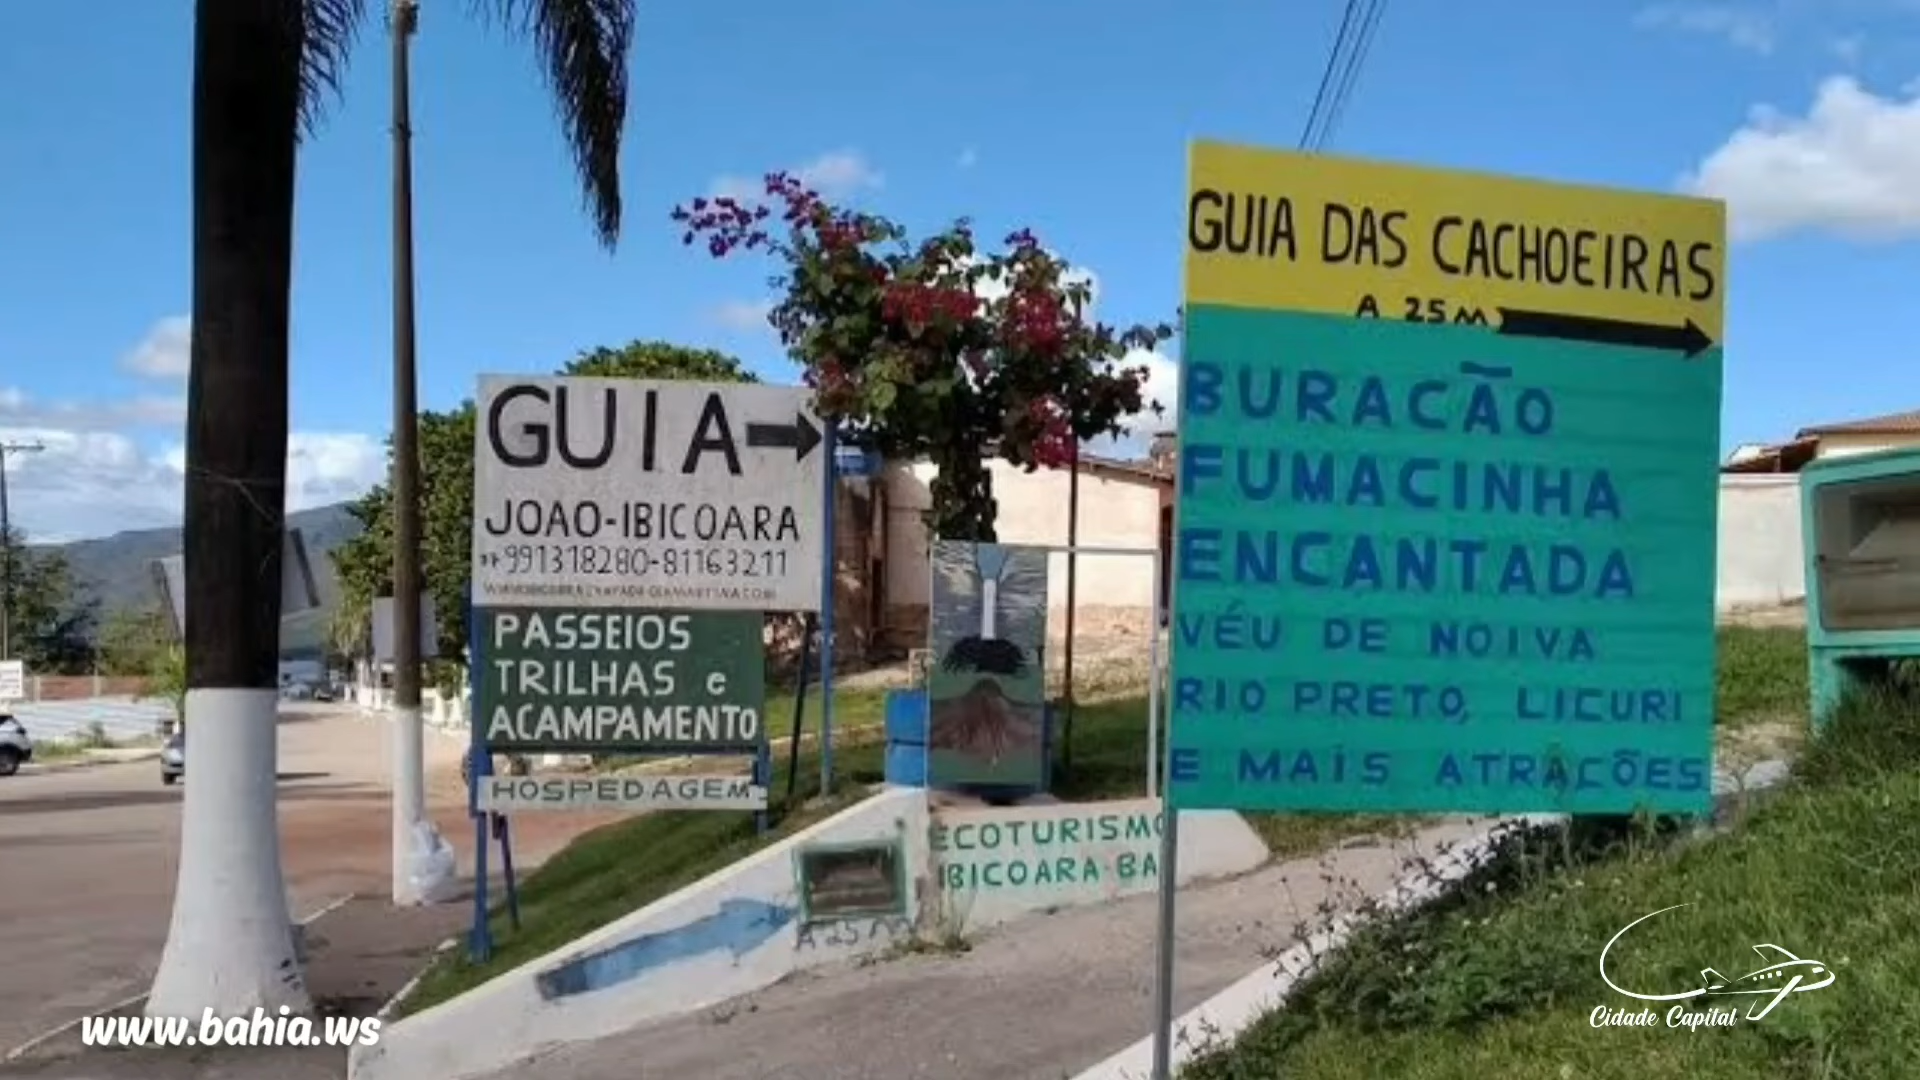 GUIA
JOAO-IBICOARA
991318280-81163211
PASSEIOS
TRILHAS e
ACAMPAMENTO
HOSPEDAGEM
ECOTURISMO
IBICOARA-BA
A 25 M
GUIA DAS CACHOEIRAS
A 25M
BURACÃO
FUMACINHA
ENCANTADA
VÉU DE NOIVA
RIO PRETO, LICURI
E MAIS ATRAÇÕES
www.bahia.ws
Cidade Capital